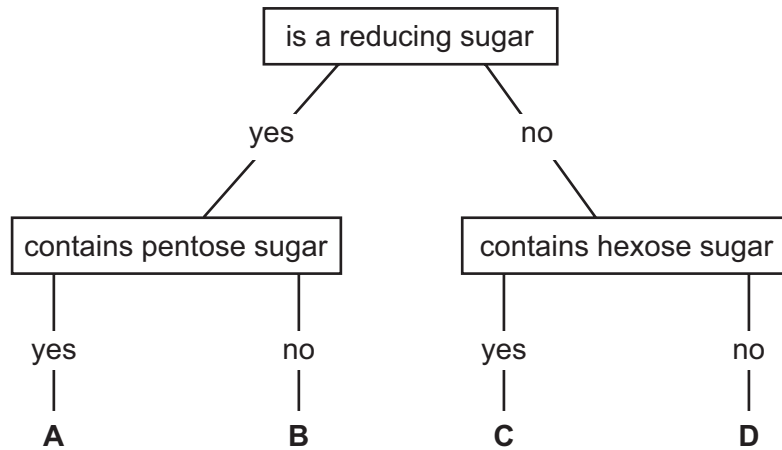 is a reducing sugar
yes
no
contains pentose sugar
contains hexose sugar
yes
no
yes
no
A
B
C
D